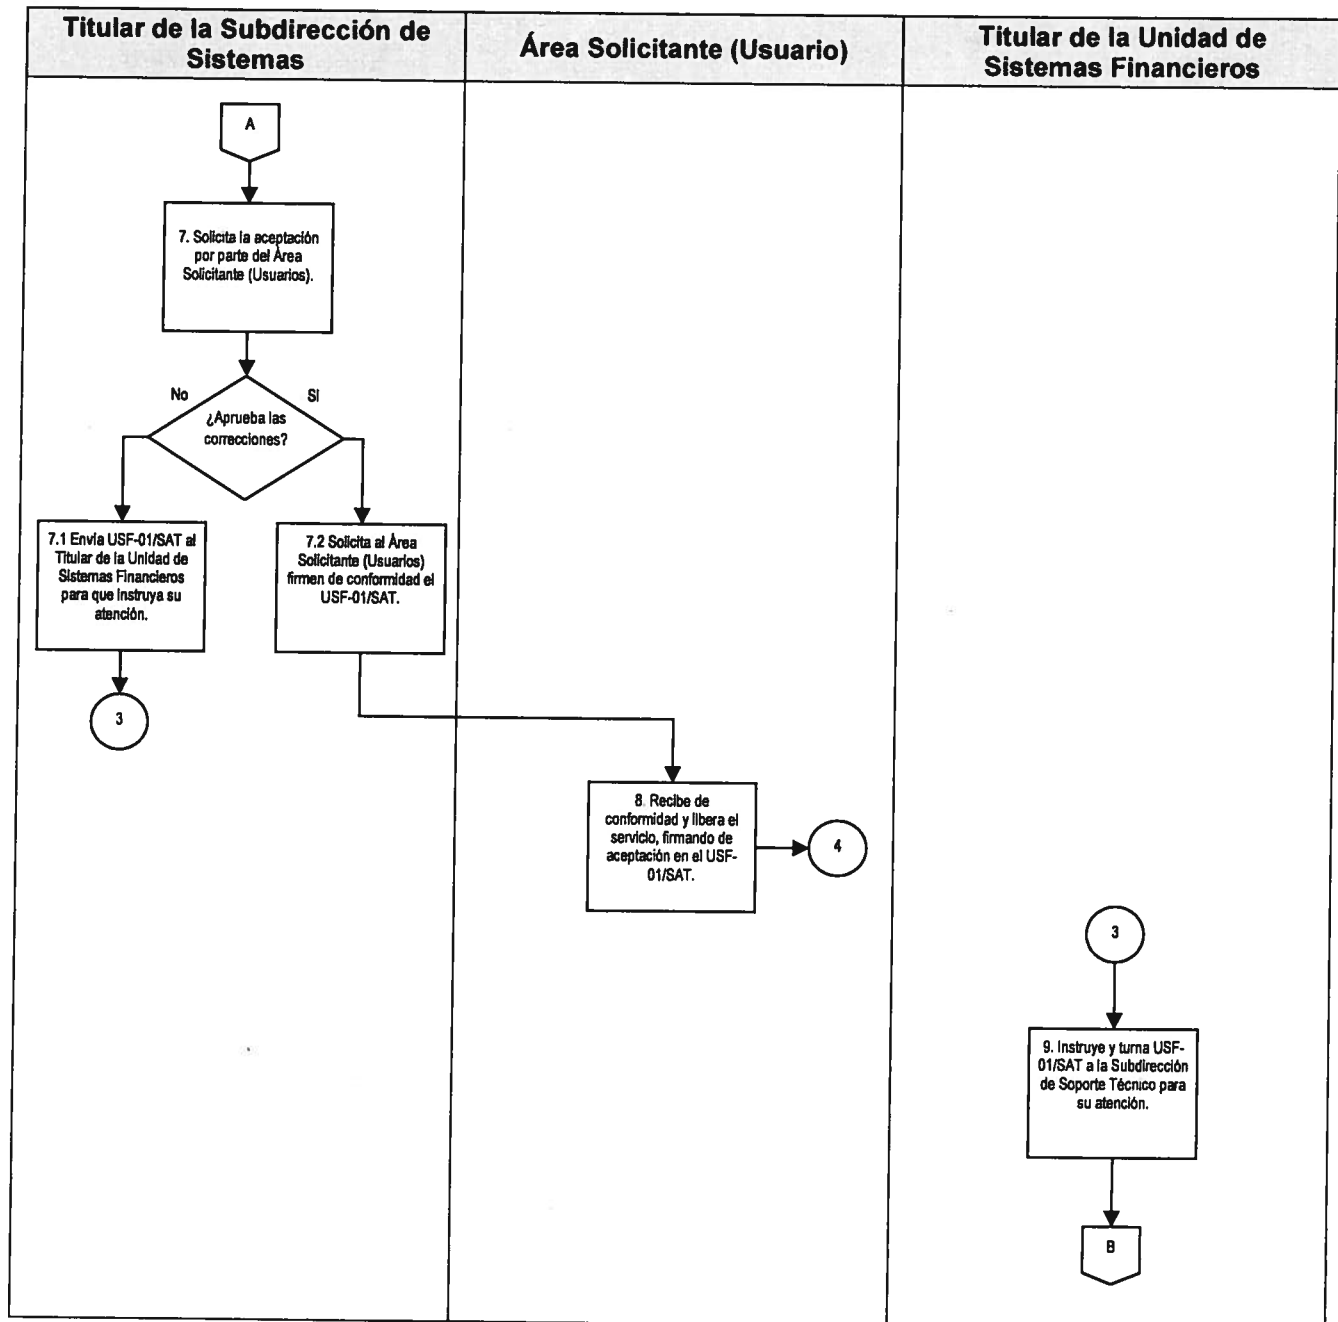 Titular de la Subdirección de
Sistemas
Área Solicitante (Usuario)
Titular de la Unidad de
Sistemas Financieros
A
7. Solicita la aceptación
por parte del Área
Solicitante (Usuarios).
No
Si
¿Aprueba las
correcciones?
7.1 Envía USF-01/SAT al
Titular de la Unidad de
Sistemas Financieros
para que instruya su
atención.
7.2 Solicita al Área
Solicitante (Usuarios)
firmen de conformidad el
USF-01/SAT.
3
8. Recibe de
conformidad y libera el
servicio, firmando de
aceptación en el USF-
01/SAT.
4
3
9. Instruye y turna USF-
01/SAT a la Subdirección
de Soporte Técnico para
su atención.
B